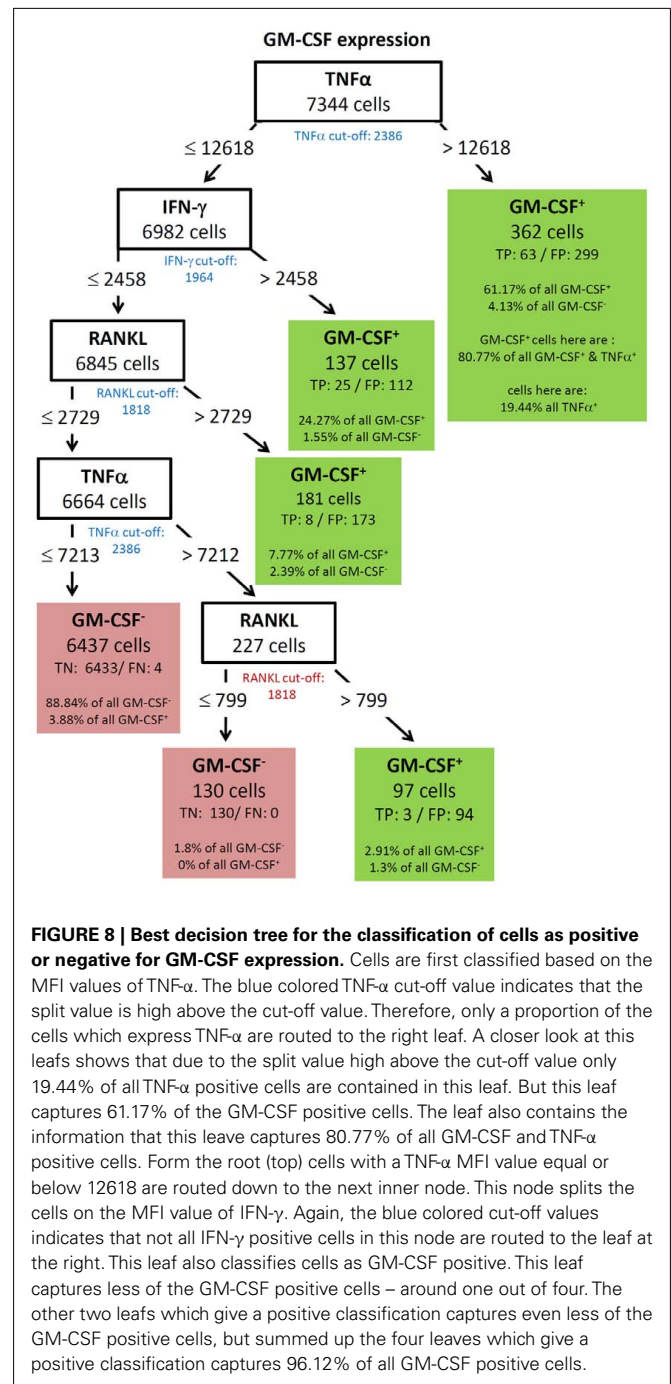 GM-CSF expression
TNFα
7344 cells
TNFα cut-off: 2386
≤ 12618
> 12618
IFN-γ
6982 cells
IFN-γ cut-off:
1964
≤ 2458
> 2458
GM-CSF⁺
362 cells
TP: 63 / FP: 299
61.17% of all GM-CSF⁺
4.13% of all GM-CSF⁻
GM-CSF⁺ cells here are :
80.77% of all GM-CSF⁺ & TNFα⁺
cells here are:
19.44% all TNFα⁺
RANKL
6845 cells
RANKL cut-off:
1818
≤ 2729
> 2729
GM-CSF⁺
137 cells
TP: 25 / FP: 112
24.27% of all GM-CSF⁺
1.55% of all GM-CSF⁻
TNFα
6664 cells
TNFα cut-off:
2386
≤ 7213
> 7212
GM-CSF⁺
181 cells
TP: 8 / FP: 173
7.77% of all GM-CSF⁺
2.39% of all GM-CSF⁻
GM-CSF⁻
6437 cells
TN: 6433/ FN: 4
88.84% of all GM-CSF⁻
3.88% of all GM-CSF⁺
RANKL
227 cells
RANKL cut-off:
1818
≤ 799
> 799
GM-CSF⁻
130 cells
TN: 130/ FN: 0
1.8% of all GM-CSF⁻
0% of all GM-CSF⁺
GM-CSF⁺
97 cells
TP: 3 / FP: 94
2.91% of all GM-CSF⁺
1.3% of all GM-CSF⁻
FIGURE 8 | Best decision tree for the classification of cells as positive
or negative for GM-CSF expression. Cells are first classified based on the
MFI values of TNF-α. The blue colored TNF-α cut-off value indicates that the
split value is high above the cut-off value. Therefore, only a proportion of the
cells which express TNF-α are routed to the right leaf. A closer look at this
leafs shows that due to the split value high above the cut-off value only
19.44% of all TNF-α positive cells are contained in this leaf. But this leaf
captures 61.17% of the GM-CSF positive cells. The leaf also contains the
information that this leave captures 80.77% of all GM-CSF and TNF-α
positive cells. Form the root (top) cells with a TNF-α MFI value equal or
below 12618 are routed down to the next inner node. This node splits the
cells on the MFI value of IFN-γ. Again, the blue colored cut-off values
indicates that not all IFN-γ positive cells in this node are routed to the leaf at
the right. This leaf also classifies cells as GM-CSF positive. This leaf
captures less of the GM-CSF positive cells – around one out of four. The
other two leafs which give a positive classification captures even less of the
GM-CSF positive cells, but summed up the four leaves which give a
positive classification captures 96.12% of all GM-CSF positive cells.